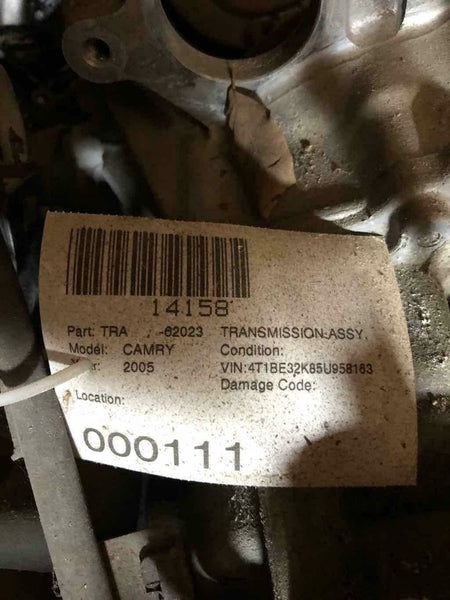 14158
Part: TRA . -62023 TRANSMISSION ASSY,
Model: CAMRY Condition:
2005 VIN:4T1BE32K85U958163
Damage Code:
Location:
000111